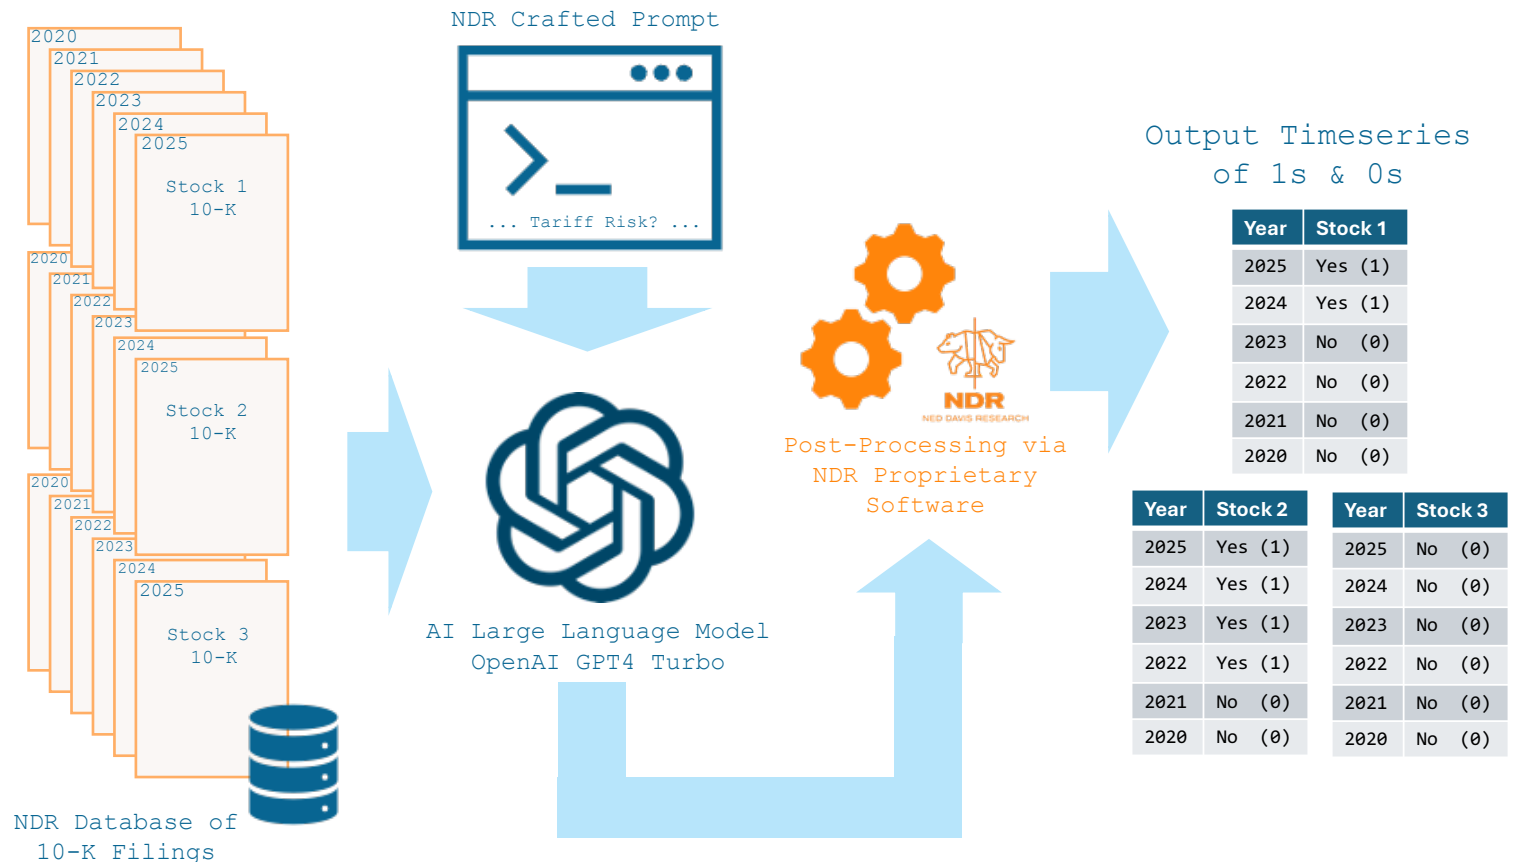 NDR Crafted Prompt
... Tariff Risk? ...
2020
2021
2022
2023
2024
2025
Stock 1
10-K
2020
2021
2022
2023
2024
2025
Stock 2
10-K
2020
2021
2022
2023
2024
2025
Stock 3
10-K
NDR Database of
10-K Filings
AI Large Language Model
OpenAI GPT4 Turbo
NDR
NED DAVIS RESEARCH
Post-Processing via
NDR Proprietary
Software
Output Timeseries
of 1s & 0s
Year Stock 1
2025 Yes (1)
2024 Yes (1)
2023 No (0)
2022 No (0)
2021 No (0)
2020 No (0)
Year Stock 2
2025 Yes (1)
2024 Yes (1)
2023 Yes (1)
2022 Yes (1)
2021 No (0)
2020 No (0)
Year Stock 3
2025 No (0)
2024 No (0)
2023 No (0)
2022 No (0)
2021 No (0)
2020 No (0)